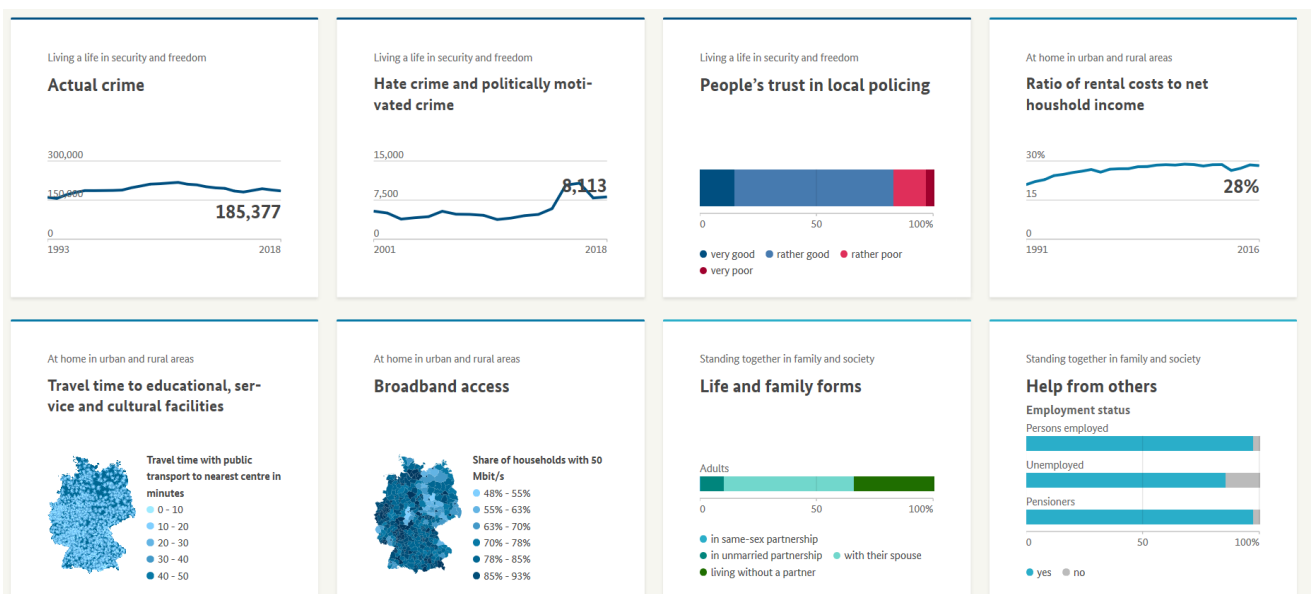 Living a life in security and freedom
Actual crime
300,000
150,000
185,377
0
1993 2018
Living a life in security and freedom
Hate crime and politically moti-
vated crime
15,000
8,113
7,500
0
2001 2018
Living a life in security and freedom
People's trust in local policing
0 50 100%
very good rather good rather poor
very poor
At home in urban and rural areas
Ratio of rental costs to net
houshold income
30%
28%
15
0
1991 2016
At home in urban and rural areas
Travel time to educational, ser-
vice and cultural facilities
Travel time with public
transport to nearest centre in
minutes
0 - 10
10 - 20
20 - 30
30 - 40
40 - 50
At home in urban and rural areas
Broadband access
Share of households with 50
Mbit/s
48% - 55%
55% - 63%
63% - 70%
70% - 78%
78% - 85%
85% - 93%
Standing together in family and society
Life and family forms
Adults
0 50 100%
in same-sex partnership
in unmarried partnership with their spouse
living without a partner
Standing together in family and society
Help from others
Employment status
Persons employed
Unemployed
Pensioners
0 50 100%
yes no